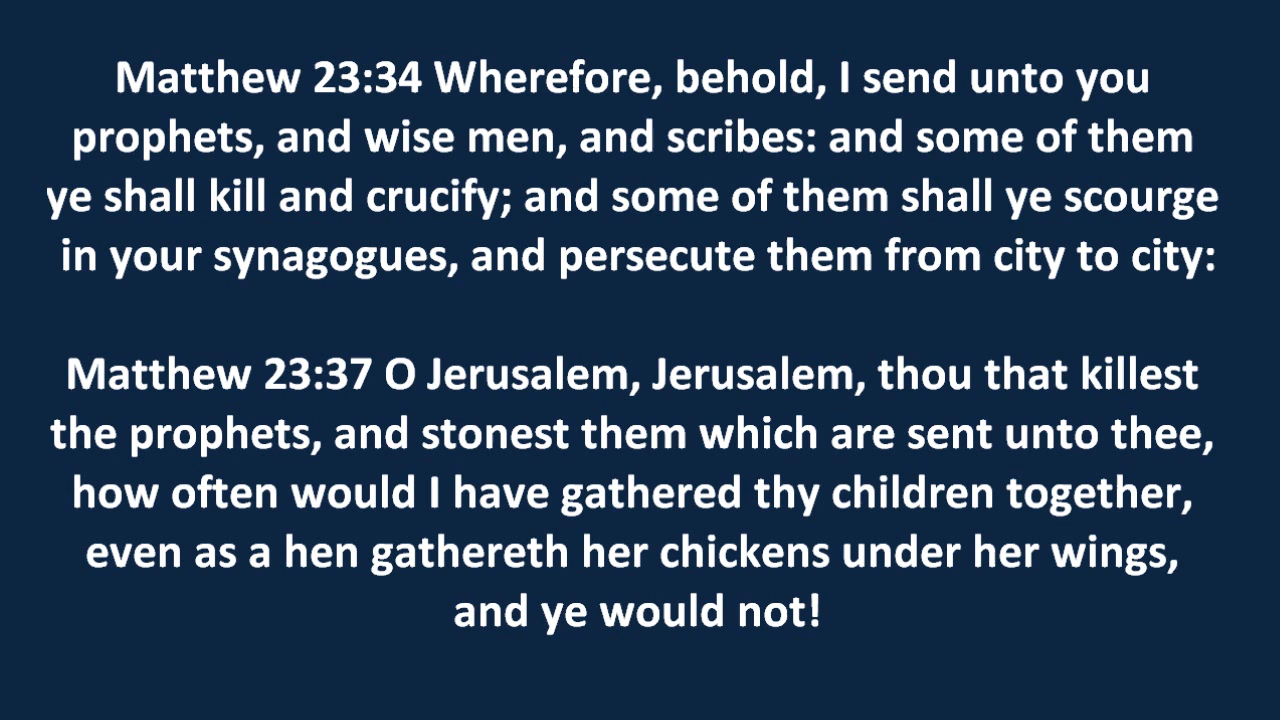 Matthew 23:34 Wherefore, behold, I send unto you
prophets, and wise men, and scribes: and some of them
ye shall kill and crucify; and some of them shall ye scourge
in your synagogues, and persecute them from city to city:
Matthew 23:37 O Jerusalem, Jerusalem, thou that killest
the prophets, and stonest them which are sent unto thee,
how often would I have gathered thy children together,
even as a hen gathereth her chickens under her wings,
and ye would not!